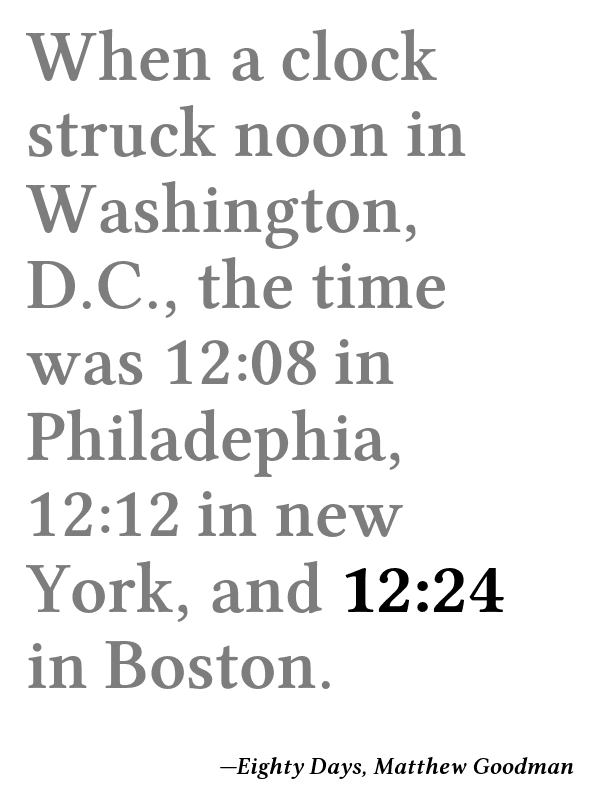 When a clock
struck noon in
Washington,
D.C., the time
was 12:08 in
Philadephia,
12:12 in new
York, and 12:24
in Boston.
—Eighty Days, Matthew Goodman